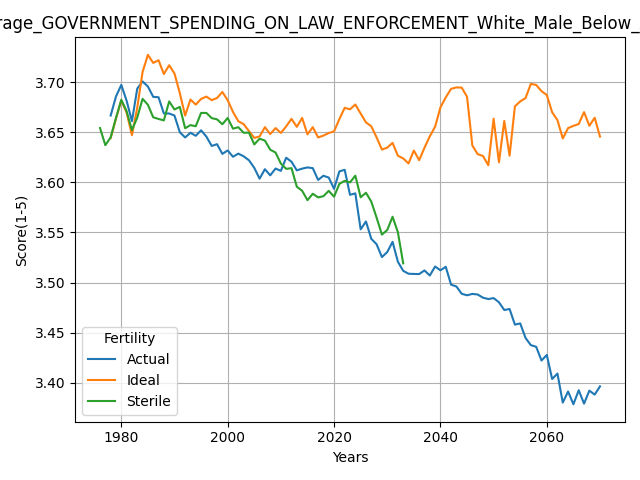 rage_GOVERNMENT_SPENDING_ON_LAW_ENFORCEMENT_White_Male_Below_
3.70
3.65
3.60
3.55
3.50
3.45
3.40
Score(1-5)
Fertility
Actual
Ideal
Sterile
1980
2000
2020
2040
2060
Years